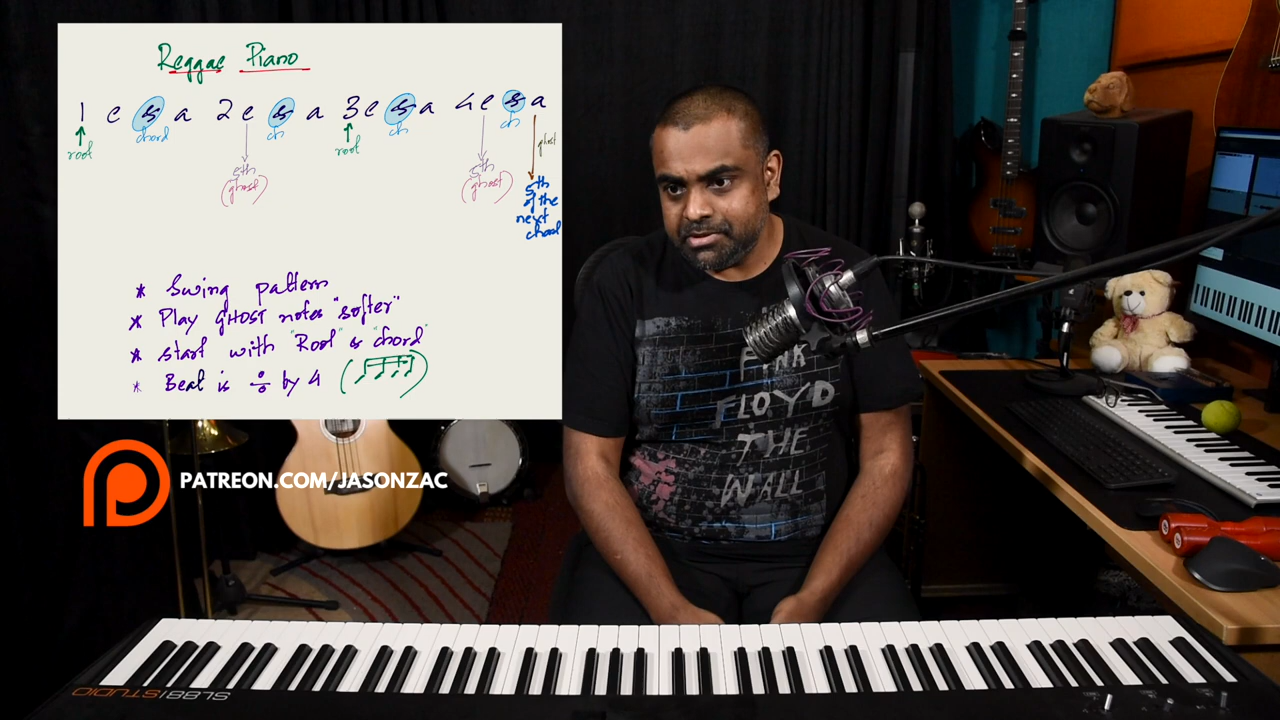 Reggae Piano
1 e & a 2 e & a 3 e & a 4 e & a
root chord ch root ch ch ghost
5th 5th
(ghost) (ghost)
5th
of the
next
chord
* Swing pattern
* Play GHOST notes "softer"
* start with "Root" & "chord"
* Beat is ÷ by 4
PATREON.COM/JASONZAC
PINK
FLOYD
THE
WALL
SL88 STUDIO